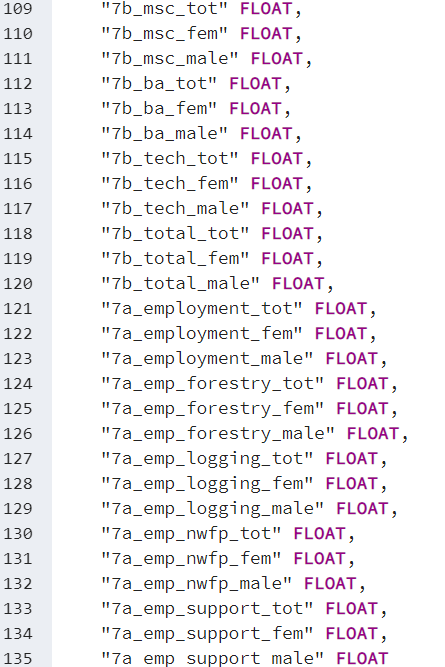 109 "7b_msc_tot" FLOAT,
110 "7b_msc_fem" FLOAT,
111 "7b_msc_male" FLOAT,
112 "7b_ba_tot" FLOAT,
113 "7b_ba_fem" FLOAT,
114 "7b_ba_male" FLOAT,
115 "7b_tech_tot" FLOAT,
116 "7b_tech_fem" FLOAT,
117 "7b_tech_male" FLOAT,
118 "7b_total_tot" FLOAT,
119 "7b_total_fem" FLOAT,
120 "7b_total_male" FLOAT,
121 "7a_employment_tot" FLOAT,
122 "7a_employment_fem" FLOAT,
123 "7a_employment_male" FLOAT,
124 "7a_emp_forestry_tot" FLOAT,
125 "7a_emp_forestry_fem" FLOAT,
126 "7a_emp_forestry_male" FLOAT,
127 "7a_emp_logging_tot" FLOAT,
128 "7a_emp_logging_fem" FLOAT,
129 "7a_emp_logging_male" FLOAT,
130 "7a_emp_nwfp_tot" FLOAT,
131 "7a_emp_nwfp_fem" FLOAT,
132 "7a_emp_nwfp_male" FLOAT,
133 "7a_emp_support_tot" FLOAT,
134 "7a_emp_support_fem" FLOAT,
135 "7a_emp_support_male" FLOAT